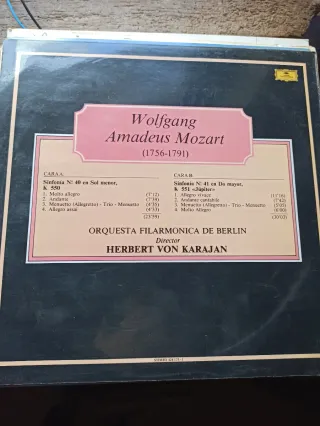 Wolfgang
Amadeus Mozart
(1756-1791)
CARA A:
Sinfonía Nº 40 en Sol menor,
K 550
1. Molto allegro
2. Andante
3. Menuetto (Allegretto) - Trio - Menuetto
4. Allegro assai
CARA B:
Sinfonía Nº 41 en Do mayor,
K 551 «Júpiter»
1. Allegro vivace
2. Andante cantabile
3. Menuetto (Allegretto) - Trio - Menuetto
4. Molto Allegro
ORQUESTA FILARMONICA DE BERLIN
Director
HERBERT VON KARAJAN